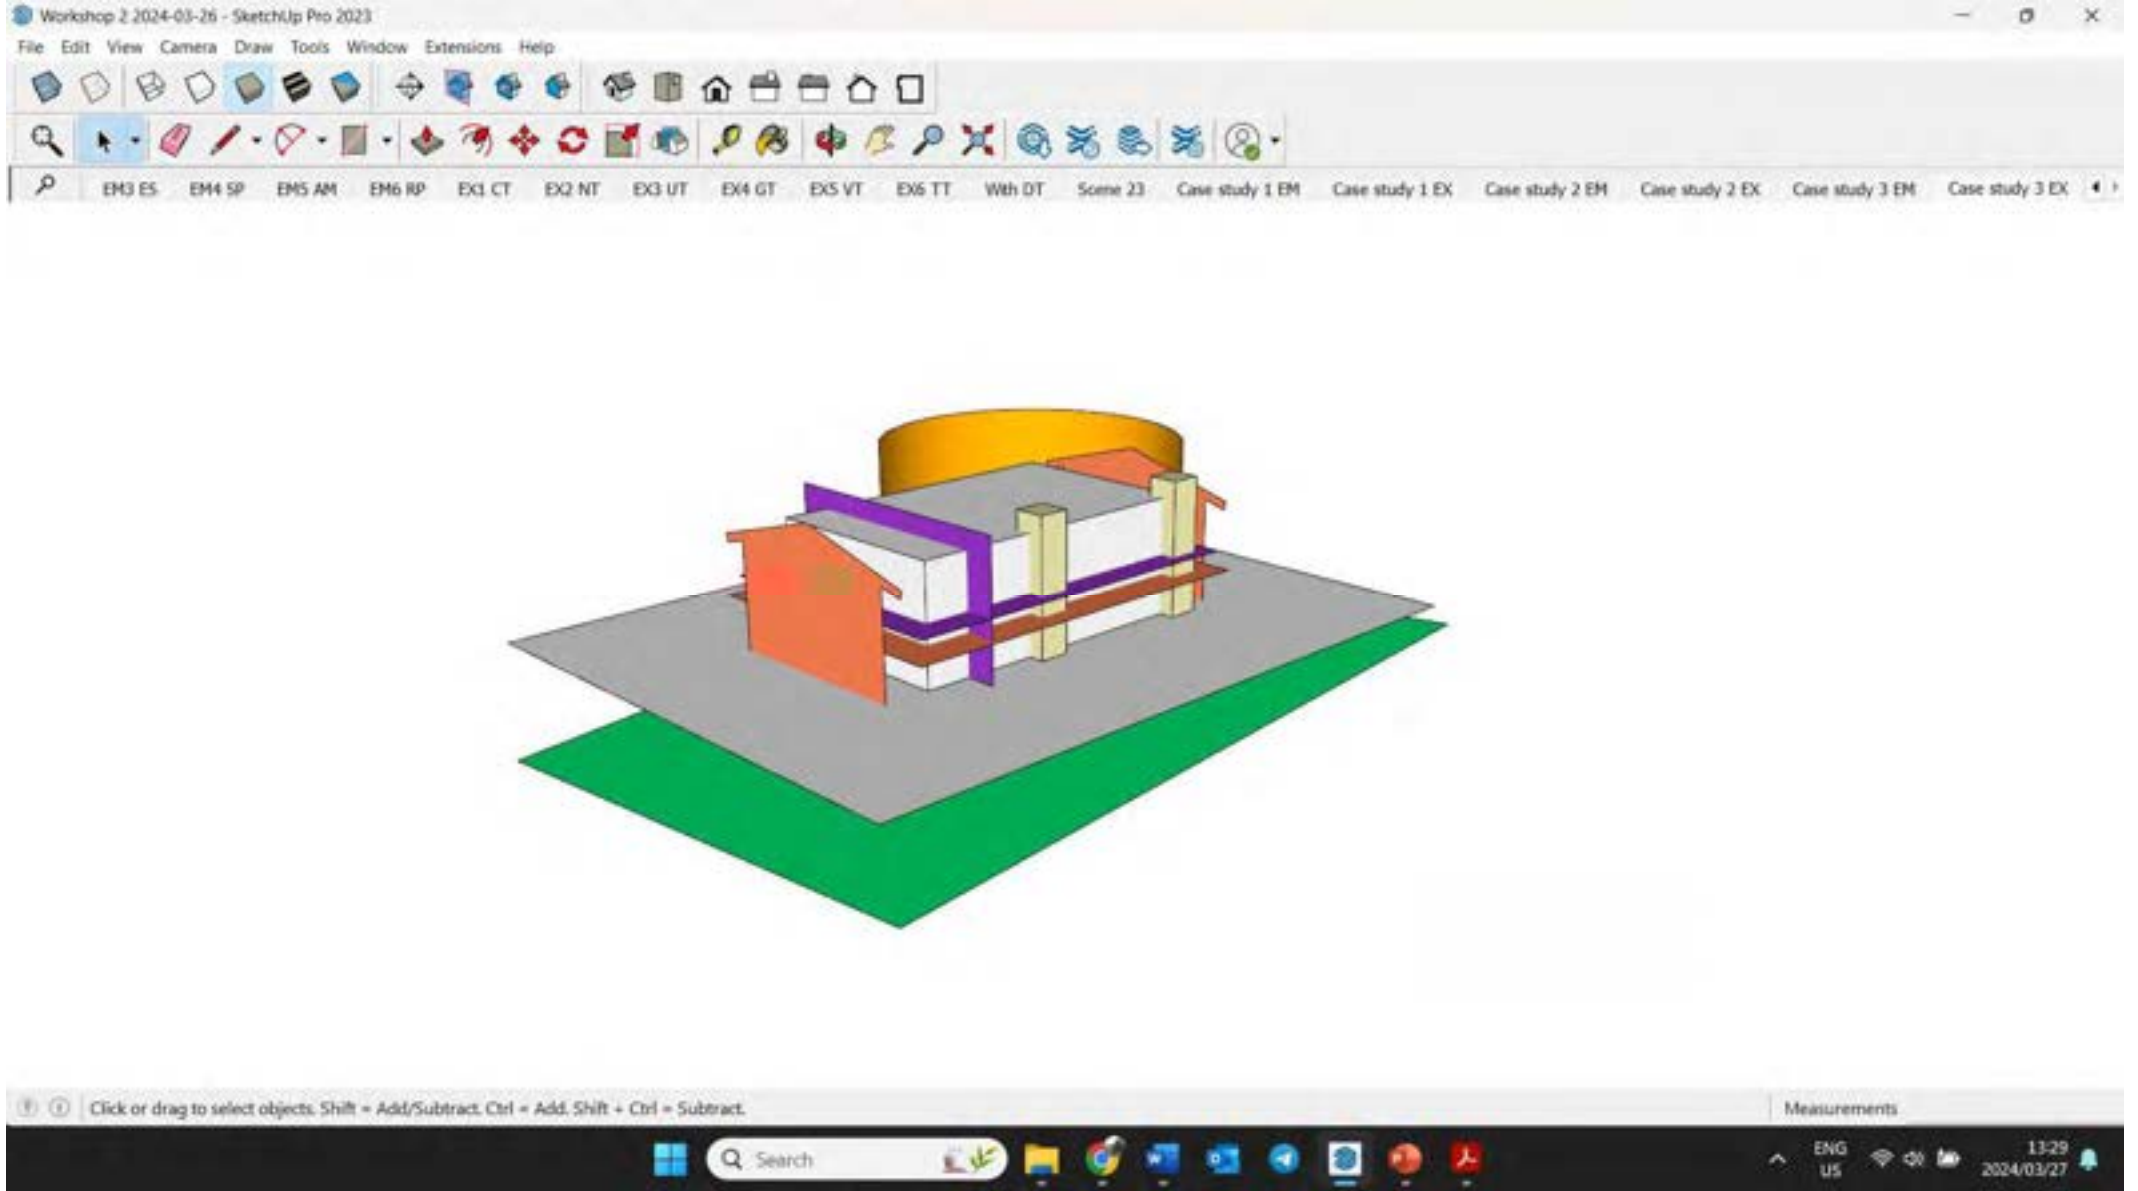 Workshop 2 2024-03-26 - SketchUp Pro 2023
File Edit View Camera Draw Tools Window Extensions Help
EM3 ES EM4 SP EM5 AM EM6 RP EX1 CT EX2 NT EX3 UT EX4 GT EX5 VT EX6 TT With DT Scene 23 Case study 1 EM Case study 1 EX Case study 2 EM Case study 2 EX Case study 3 EM Case study 3 EX
Click or drag to select objects. Shift = Add/Subtract. Ctrl = Add. Shift + Ctrl = Subtract. Measurements
Search
ENG
US
13:29
2024/03/27